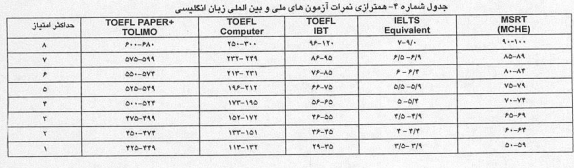 جدول شماره ۴- همترازی نمرات آزمون های ملی و بین المللی زبان انگلیسی
حداکثر امتیاز TOEFL PAPER+ TOLIMO TOEFL Computer TOEFL IBT IELTS Equivalent MSRT (MCHE)
۸ ۶۰۰-۶۸۰ ۲۵۰-۳۰۰ ۹۶-۱۲۰ ۷-۹/۰ ۹۰-۱۰۰
۷ ۵۷۵-۵۹۹ ۲۳۲-۲۴۹ ۸۶-۹۵ ۶/۵-۶/۹ ۸۵-۸۹
۶ ۵۵۰-۵۷۴ ۲۱۳-۲۳۱ ۷۶-۸۵ ۶-۶/۴ ۸۰-۸۴
۵ ۵۲۵-۵۴۹ ۱۹۶-۲۱۲ ۶۶-۷۵ ۵/۵-۵/۹ ۷۵-۷۹
۴ ۵۰۰-۵۲۴ ۱۷۳-۱۹۵ ۵۶-۶۵ ۵-۵/۴ ۷۰-۷۴
۳ ۴۷۵-۴۹۹ ۱۵۲-۱۷۲ ۴۶-۵۵ ۴/۵-۴/۹ ۶۵-۶۹
۲ ۴۵۰-۴۷۴ ۱۳۳-۱۵۱ ۳۶-۴۵ ۴-۴/۴ ۶۰-۶۴
۱ ۴۲۵-۴۴۹ ۱۱۳-۱۳۲ ۲۹-۳۵ ۳/۵-۳/۹ ۵۰-۵۹